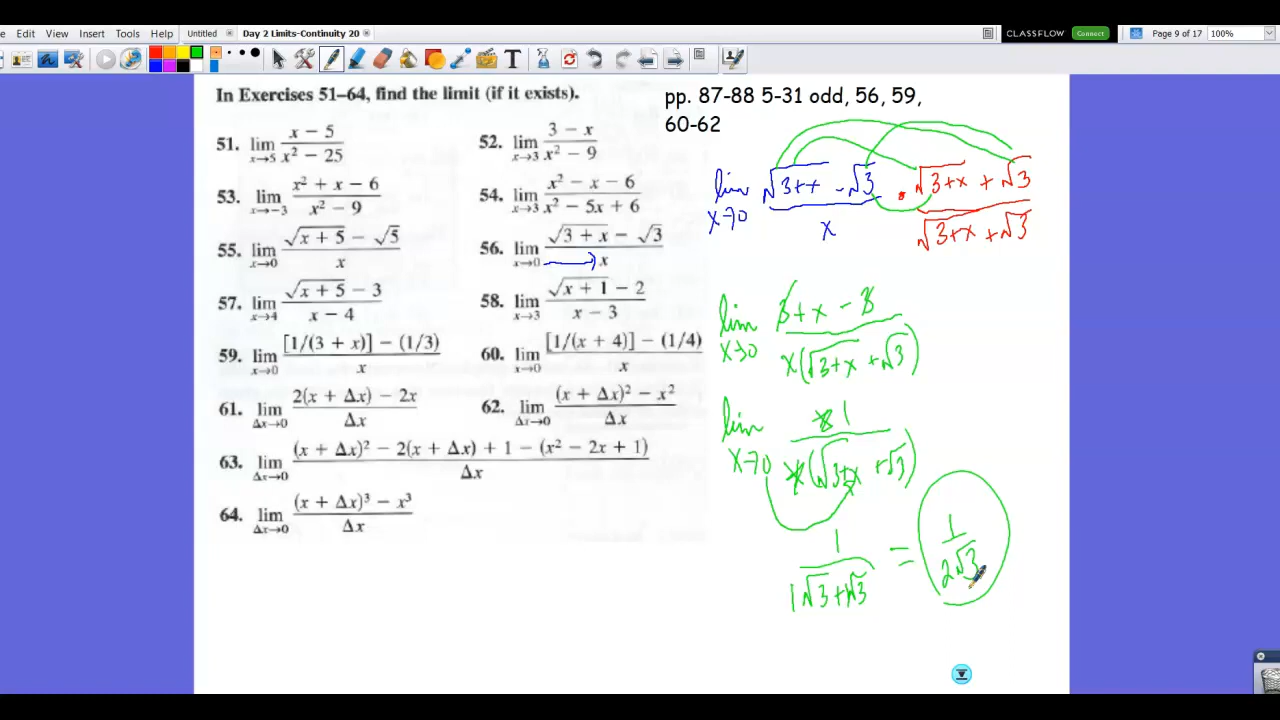 Edit View Insert Tools Help Untitled Day 2 Limits-Continuity 20 CLASSFLOW Connect Page 9 of 17 100%
In Exercises 51–64, find the limit (if it exists).
pp. 87-88 5-31 odd, 56, 59,
60-62
51. lim x→5 (x − 5)/(x² − 25)
52. lim x→3 (3 − x)/(x² − 9)
53. lim x→−3 (x² + x − 6)/(x² − 9)
54. lim x→3 (x² − x − 6)/(x² − 5x + 6)
55. lim x→0 (√(x + 5) − √5)/x
56. lim x→0 (√(3 + x) − √3)/x
57. lim x→4 (√(x + 5) − 3)/(x − 4)
58. lim x→3 (√(x + 1) − 2)/(x − 3)
59. lim x→0 ([1/(3 + x)] − (1/3))/x
60. lim x→0 ([1/(x + 4)] − (1/4))/x
61. lim Δx→0 (2(x + Δx) − 2x)/Δx
62. lim Δx→0 ((x + Δx)² − x²)/Δx
63. lim Δx→0 ((x + Δx)² − 2(x + Δx) + 1 − (x² − 2x + 1))/Δx
64. lim Δx→0 ((x + Δx)³ − x³)/Δx
lim x→0 (√(3+x) − √3)/x · (√(3+x) + √3)/(√(3+x) + √3)
lim x→0 (3+x − 3)/(x(√(3+x) + √3))
lim x→0 (x 1)/(x(√(3+x) + √3))
1/(1√3 + 1√3) = 1/(2√3)